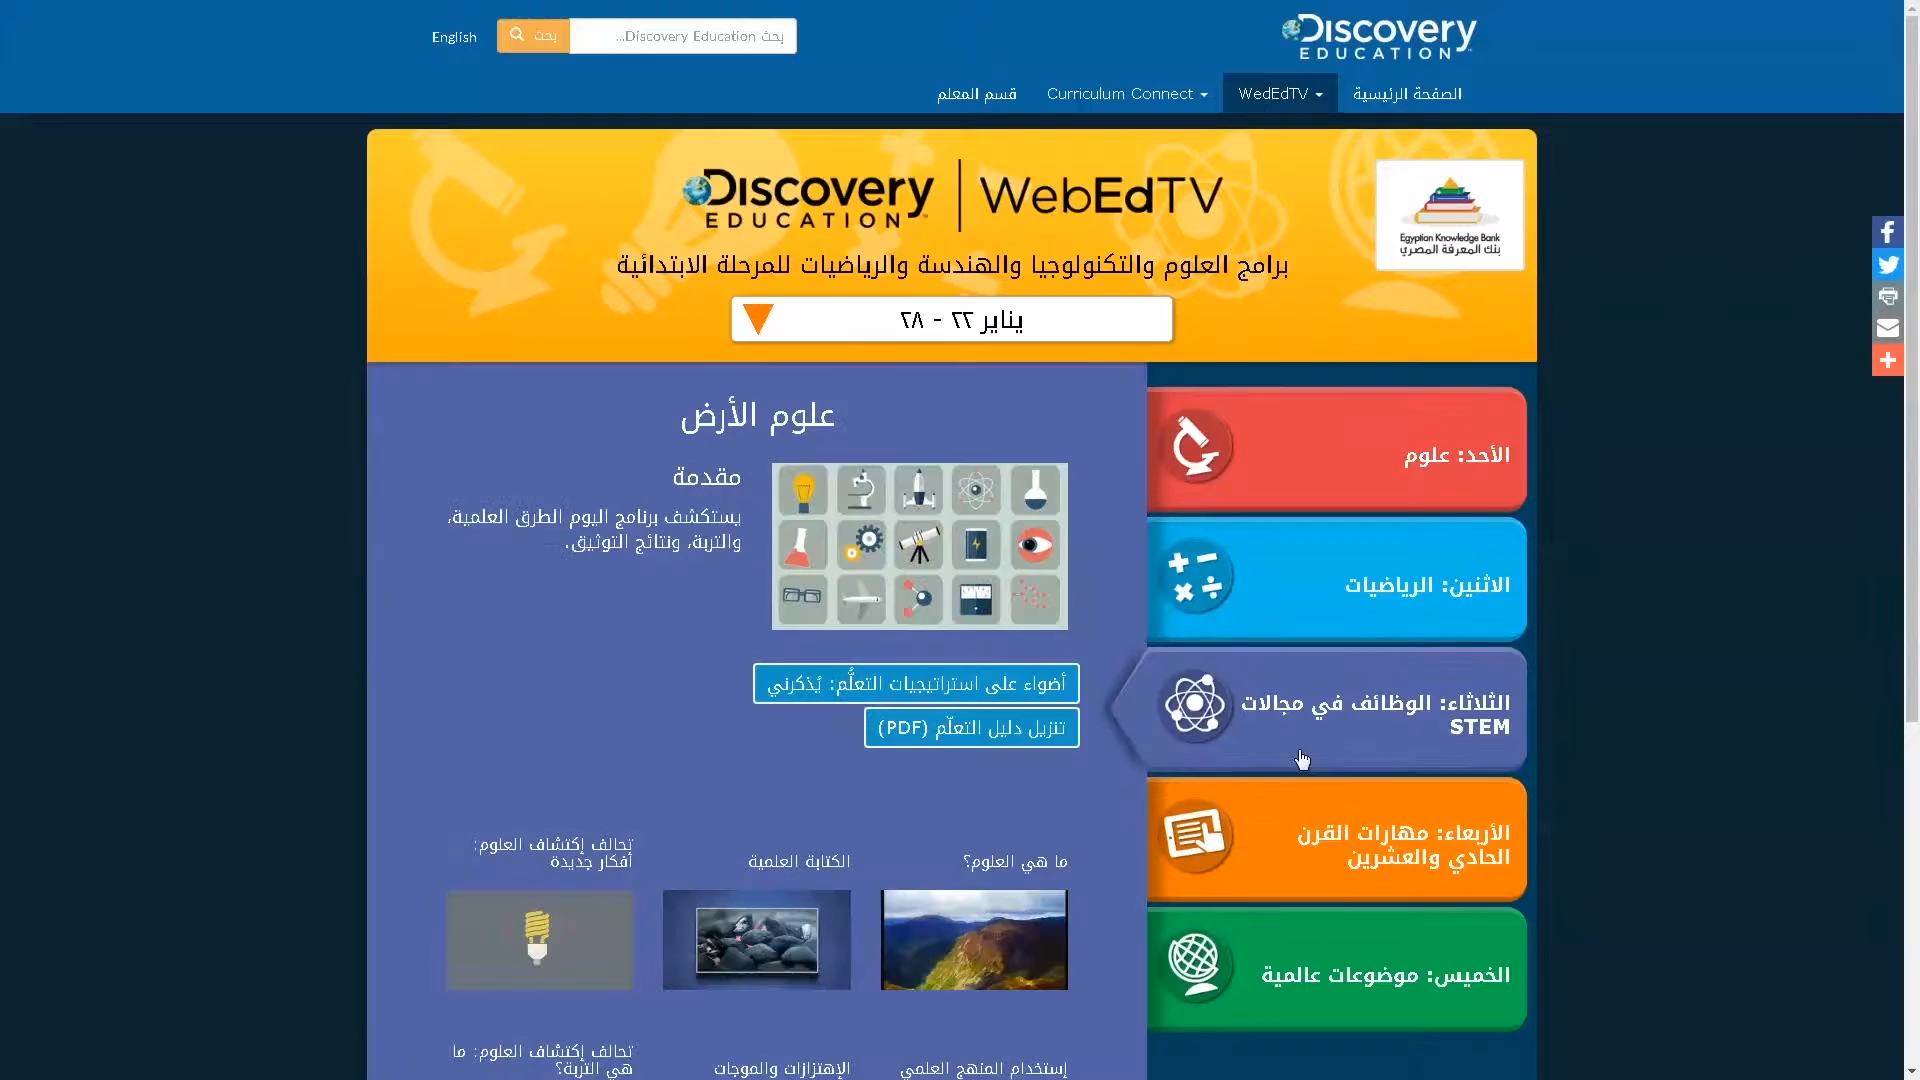 DISCOVERY
EDUCATION
بحث Discovery Education...
بحث
English
الصفحة الرئيسية
WedEdTV
Curriculum Connect
قسم المعلم
DISCOVERY
EDUCATION
WebEdTV
Egyptian Knowledge Bank
بنك المعرفة المصري
برامج العلوم والتكنولوجيا والهندسة والرياضيات للمرحلة الابتدائية
يناير ٢٢ - ٢٨
الأحد: علوم
الاثنين: الرياضيات
الثلاثاء: الوظائف في مجالات
STEM
الأربعاء: مهارات القرن
الحادي والعشرين
الخميس: موضوعات عالمية
علوم الأرض
مقدمة
يستكشف برنامج اليوم الطرق العلمية،
والتربة، ونتائج التوثيق.
أضواء على استراتيجيات التعلُّم: يُذكرني
تنزيل دليل التعلّم (PDF)
ما هي العلوم؟
الكتابة العلمية
تحالف إكتشاف العلوم:
أفكار جديدة
إستخدام المنهج العلمي
الإهتزازات والموجات
تحالف إكتشاف العلوم: ما
هي التربة؟